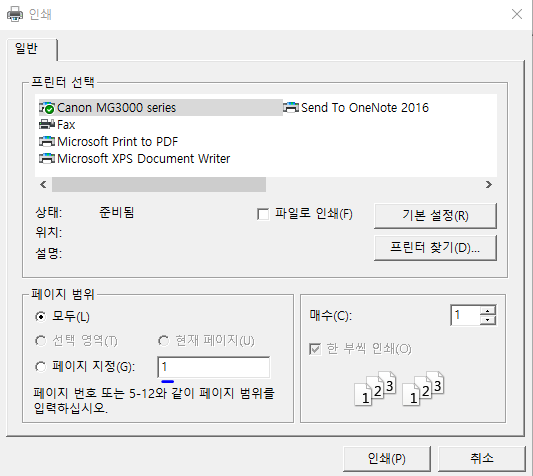 인쇄
일반
프린터 선택
Canon MG3000 series
Send To OneNote 2016
Fax
Microsoft Print to PDF
Microsoft XPS Document Writer
상태: 준비됨
파일로 인쇄(F)
기본 설정(R)
위치:
프린터 찾기(D)...
설명:
페이지 범위
모두(L)
선택 영역(T)
현재 페이지(U)
페이지 지정(G): 1
페이지 번호 또는 5-12와 같이 페이지 범위를
입력하십시오.
매수(C): 1
한 부씩 인쇄(O)
1 2 3 1 2 3
인쇄(P)
취소